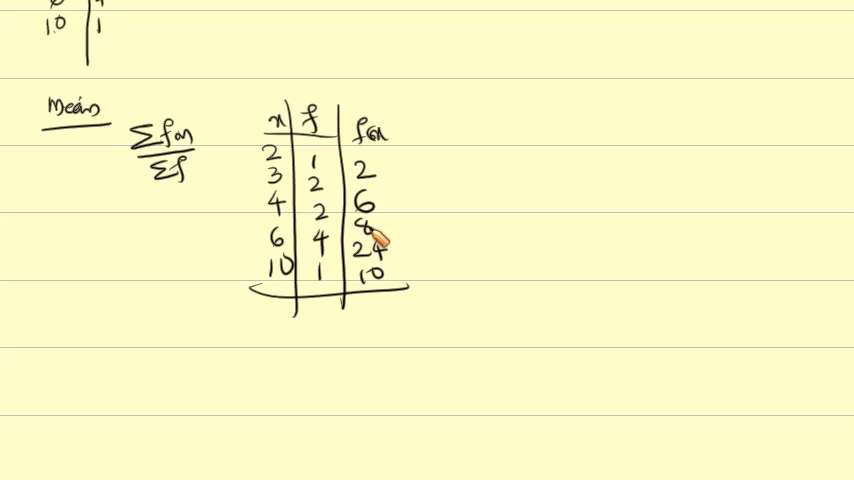 10 1
Mean
Σfx
Σf
x f fx
2 1 2
3 2 6
4 2 8
6 4 24
10 1 10